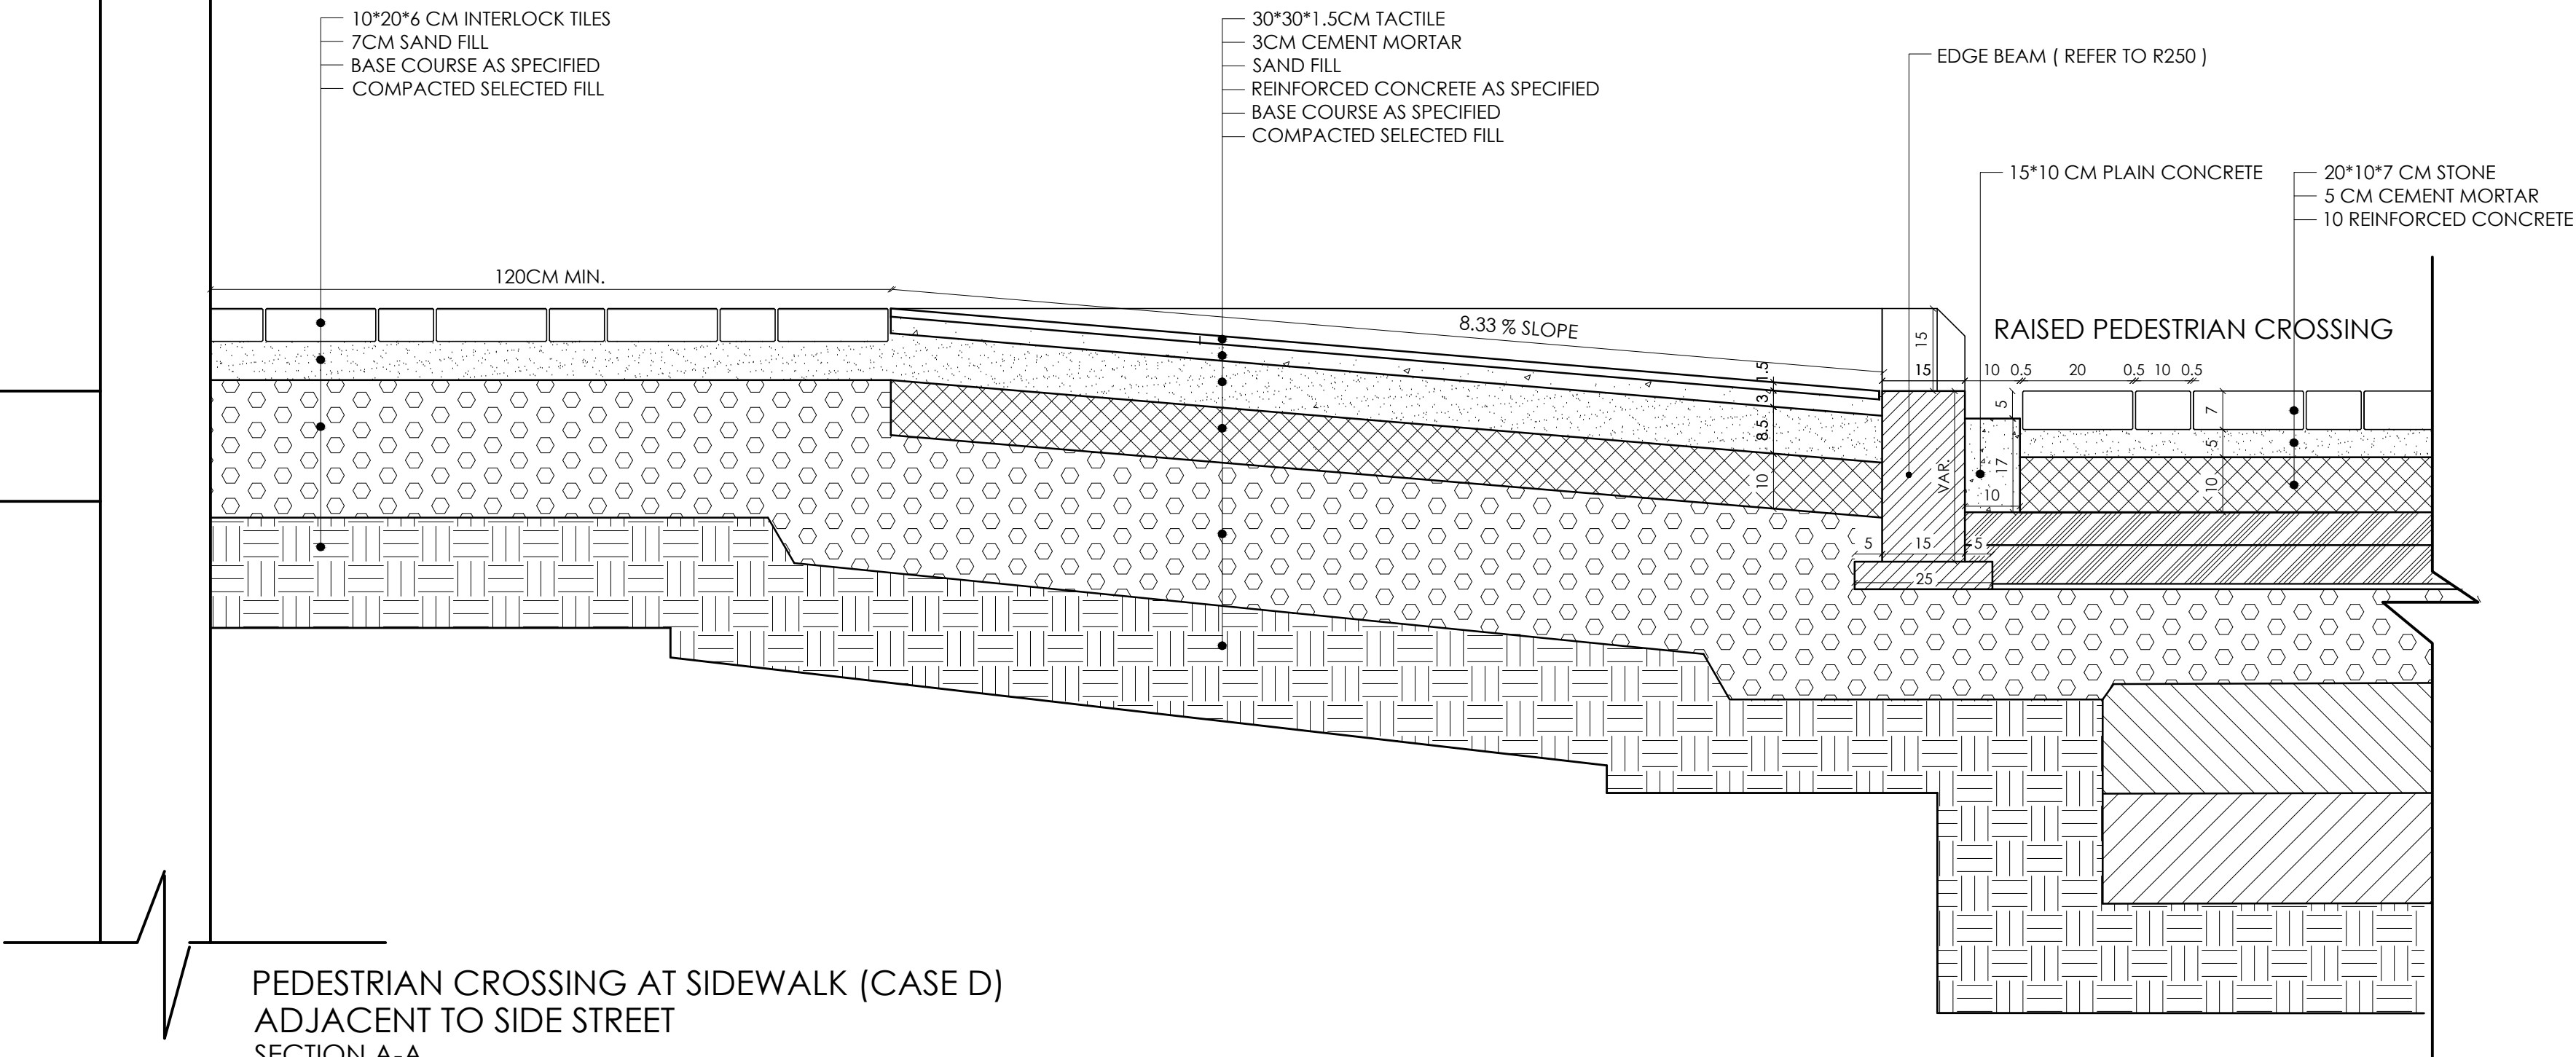 10*20*6 CM INTERLOCK TILES
7CM SAND FILL
BASE COURSE AS SPECIFIED
COMPACTED SELECTED FILL
30*30*1.5CM TACTILE
3CM CEMENT MORTAR
SAND FILL
REINFORCED CONCRETE AS SPECIFIED
BASE COURSE AS SPECIFIED
COMPACTED SELECTED FILL
EDGE BEAM ( REFER TO R250 )
15*10 CM PLAIN CONCRETE
20*10*7 CM STONE
5 CM CEMENT MORTAR
10 REINFORCED CONCRETE
120CM MIN.
8.33 % SLOPE
RAISED PEDESTRIAN CROSSING
15
15
10 0.5 20 0.5 10 0.5
1.5
3
8.5
10
VAR.
5
17
10
7
5
10
5 15 5
25
PEDESTRIAN CROSSING AT SIDEWALK (CASE D)
ADJACENT TO SIDE STREET
SECTION A-A